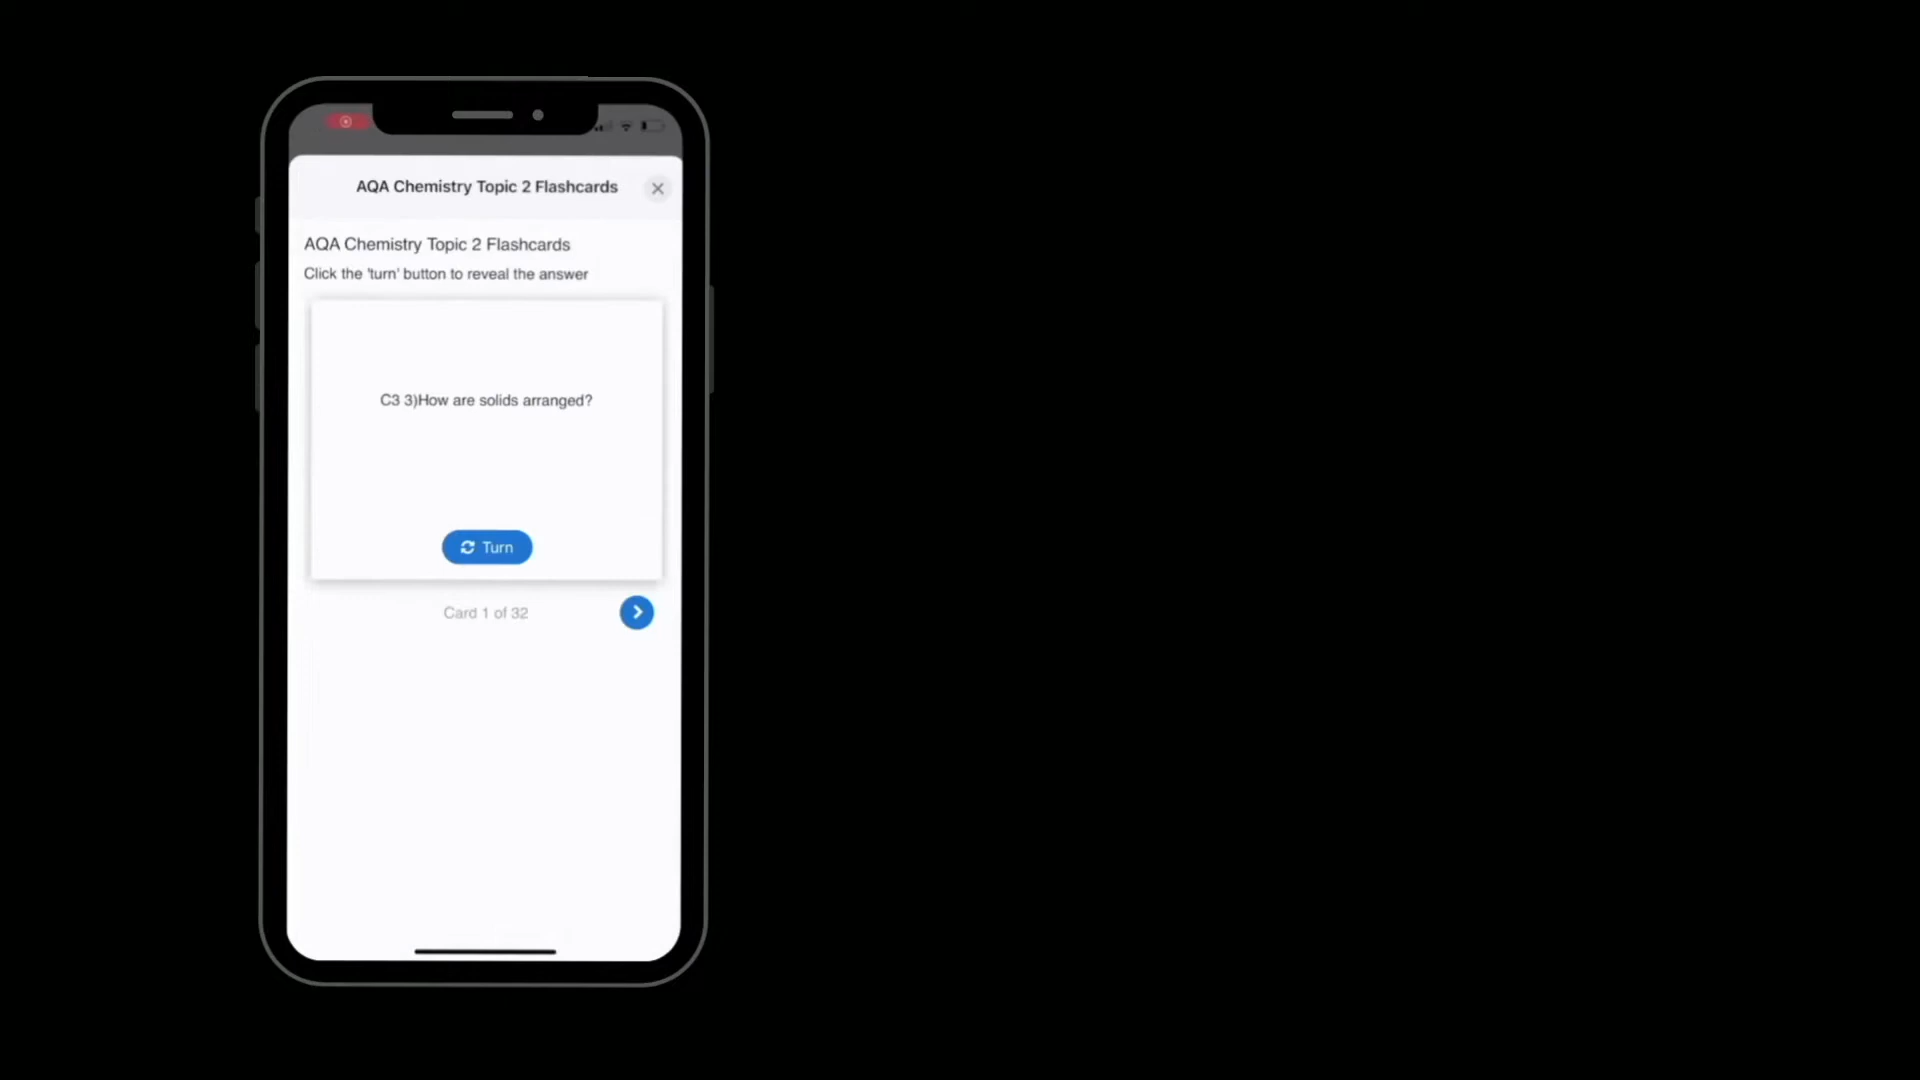 AQA Chemistry Topic 2 Flashcards
AQA Chemistry Topic 2 Flashcards
Click the 'turn' button to reveal the answer
C3 3)How are solids arranged?
Turn
Card 1 of 32